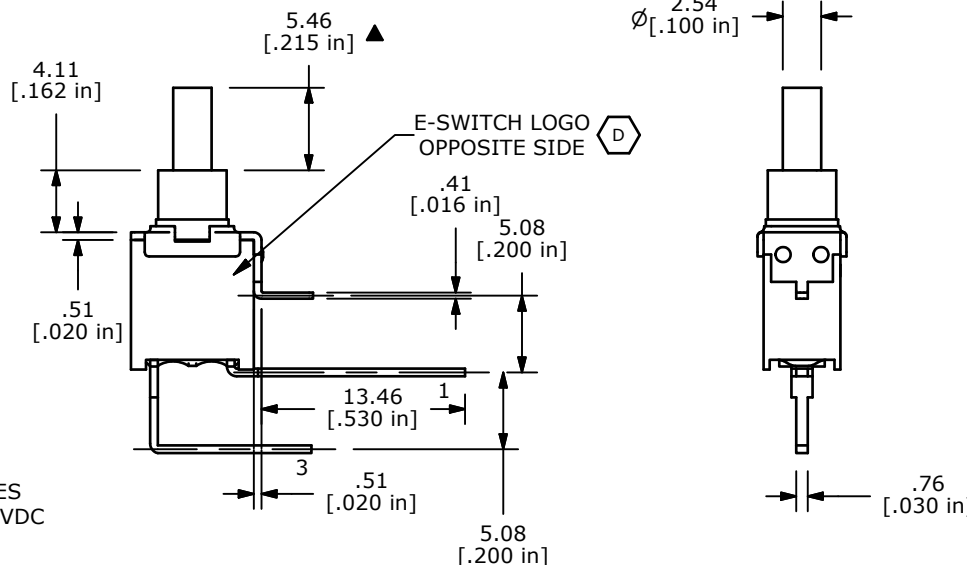 5.46
[.215 in]
2.54
Ø[.100 in]
4.11
[.162 in]
E-SWITCH LOGO
OPPOSITE SIDE
D
.41
[.016 in]
5.08
[.200 in]
.51
[.020 in]
13.46
[.530 in]
1
3
.51
[.020 in]
.76
[.030 in]
ES
VDC
5.08
[.200 in]